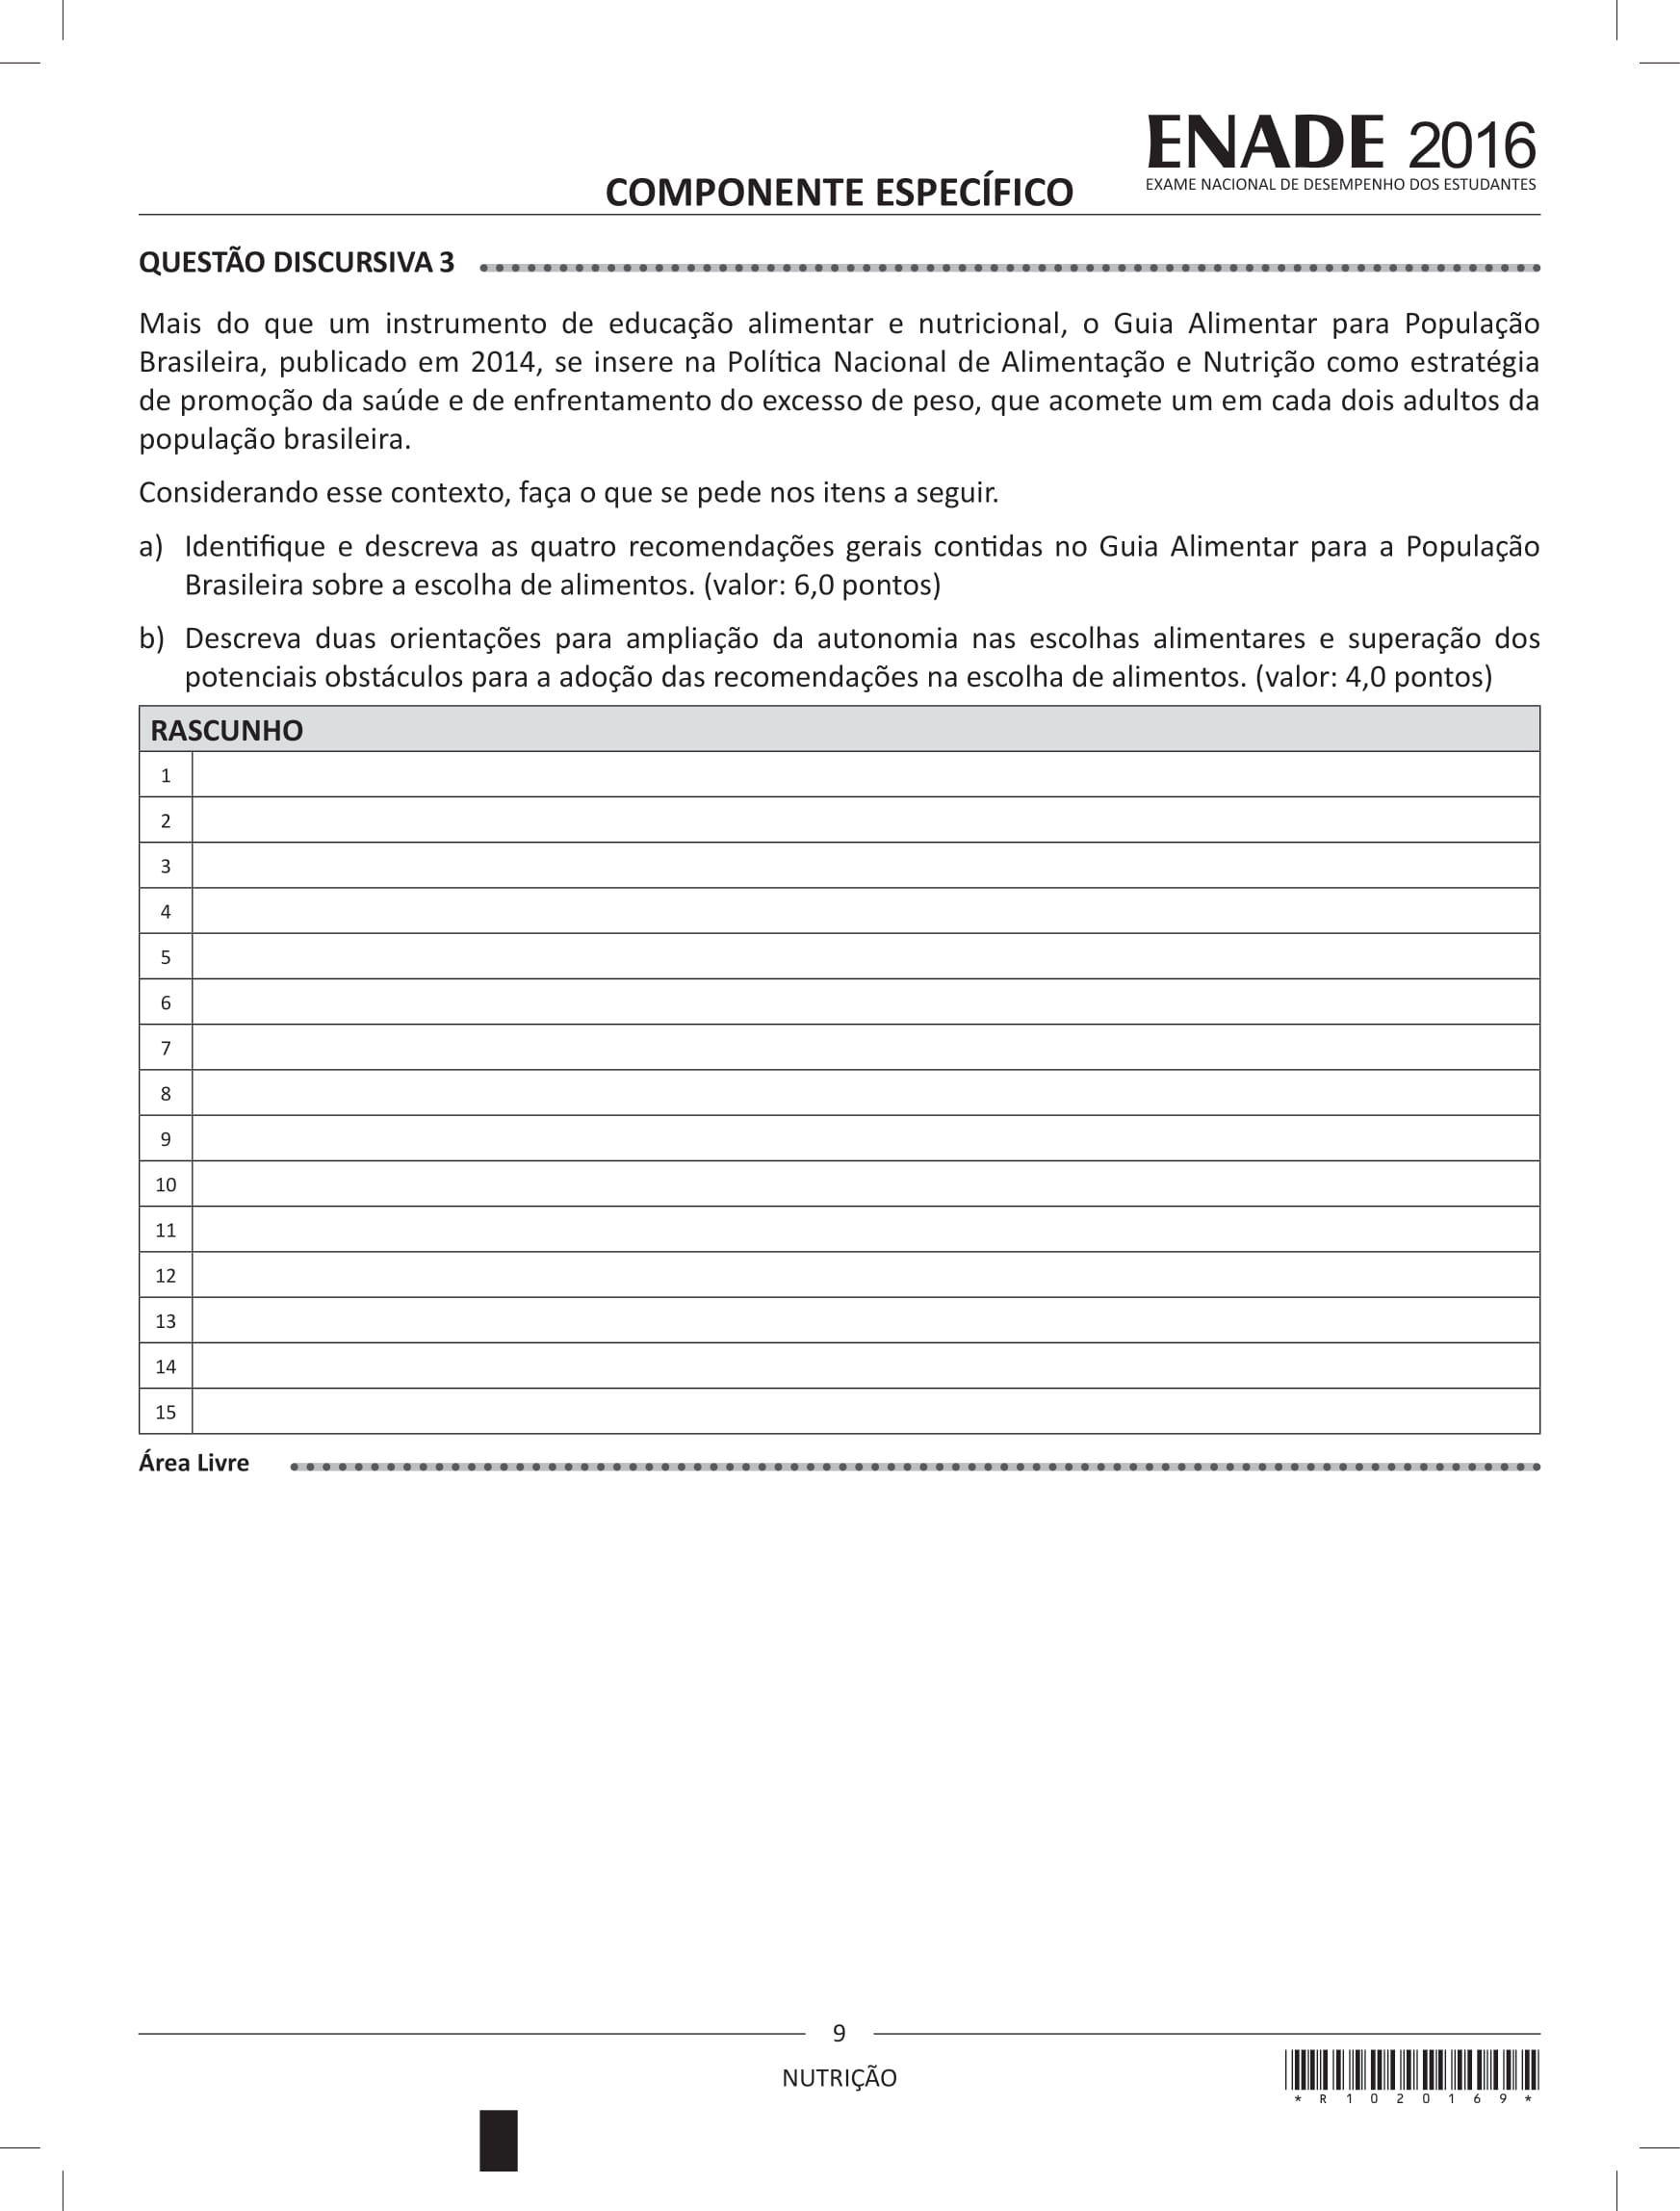 ENADE 2016
EXAME NACIONAL DE DESEMPENHO DOS ESTUDANTES
COMPONENTE ESPECÍFICO
QUESTÃO DISCURSIVA 3
Mais do que um instrumento de educação alimentar e nutricional, o Guia Alimentar para População
Brasileira, publicado em 2014, se insere na Política Nacional de Alimentação e Nutrição como estratégia
de promoção da saúde e de enfrentamento do excesso de peso, que acomete um em cada dois adultos da
população brasileira.
Considerando esse contexto, faça o que se pede nos itens a seguir.
a) Identifique e descreva as quatro recomendações gerais contidas no Guia Alimentar para a População
Brasileira sobre a escolha de alimentos. (valor: 6,0 pontos)
b) Descreva duas orientações para ampliação da autonomia nas escolhas alimentares e superação dos
potenciais obstáculos para a adoção das recomendações na escolha de alimentos. (valor: 4,0 pontos)
RASCUNHO
1
2
3
4
5
6
7
8
9
10
11
12
13
14
15
Área Livre
9
NUTRIÇÃO
* R 1 0 2 0 1 6 9 *